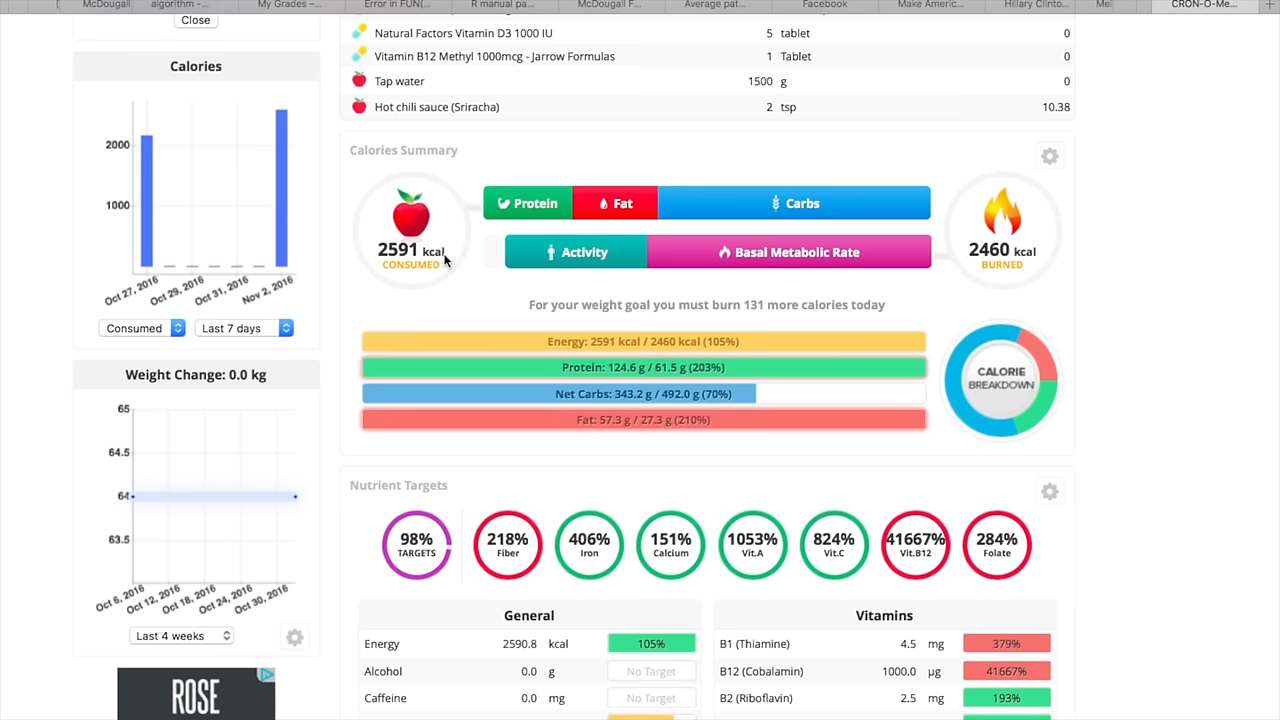 McDougall
algorithm -...
My Grades –...
Error in FUN(...
R manual pa...
McDougall F...
Average pat...
Facebook
Make Ameri...
Hillary Clinto...
CRON-O-Me...
Close
Calories
2000
1000
Oct 27, 2016
Oct 29, 2016
Oct 31, 2016
Nov 2, 2016
Consumed
Last 7 days
Weight Change: 0.0 kg
65
64.5
64
63.5
Oct 6, 2016
Oct 12, 2016
Oct 18, 2016
Oct 24, 2016
Oct 30, 2016
Last 4 weeks
ROSE
Natural Factors Vitamin D3 1000 IU 5 tablet 0
Vitamin B12 Methyl 1000mcg - Jarrow Formulas 1 Tablet 0
Tap water 1500 g 0
Hot chili sauce (Sriracha) 2 tsp 10.38
Calories Summary
2591 kcal
CONSUMED
Protein Fat Carbs
Activity Basal Metabolic Rate
2460 kcal
BURNED
For your weight goal you must burn 131 more calories today
Energy: 2591 kcal / 2460 kcal (105%)
Protein: 124.6 g / 61.5 g (203%)
Net Carbs: 343.2 g / 492.0 g (70%)
Fat: 57.3 g / 27.3 g (210%)
CALORIE
BREAKDOWN
Nutrient Targets
98%
TARGETS
218%
Fiber
406%
Iron
151%
Calcium
1053%
Vit.A
824%
Vit.C
41667%
Vit.B12
284%
Folate
General
Energy 2590.8 kcal 105%
Alcohol 0.0 g No Target
Caffeine 0.0 mg No Target
Vitamins
B1 (Thiamine) 4.5 mg 379%
B12 (Cobalamin) 1000.0 µg 41667%
B2 (Riboflavin) 2.5 mg 193%